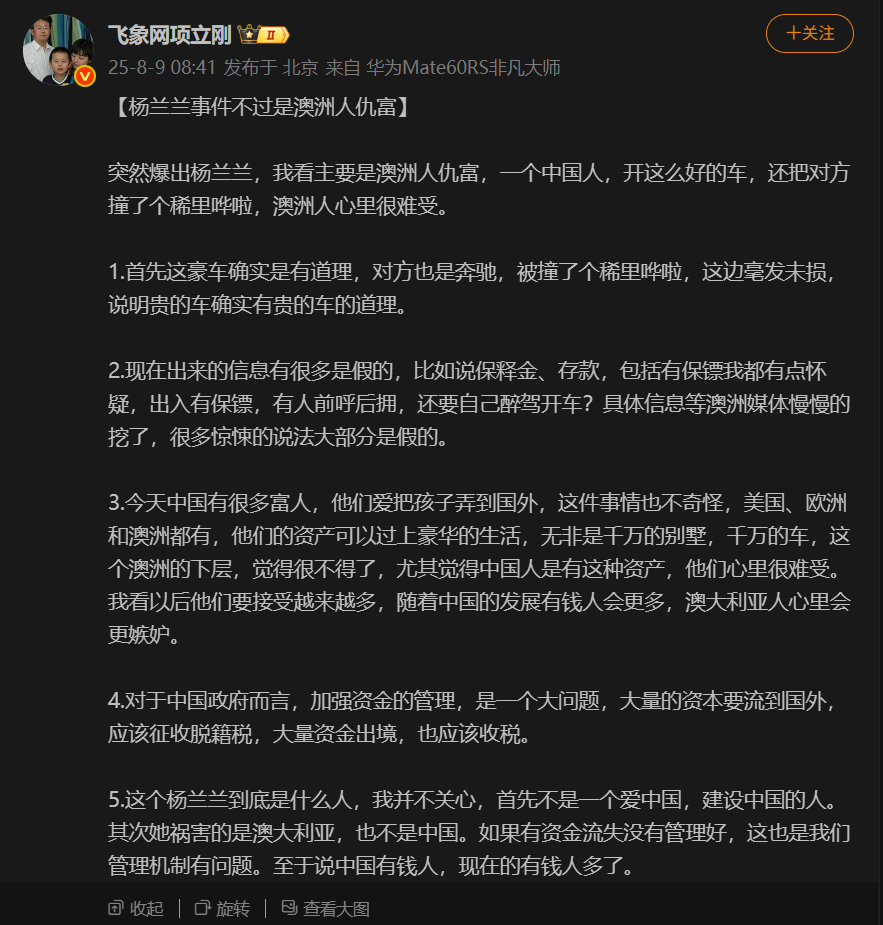 飞象网项立刚 II
十关注
25-8-9 08:41 发布于 北京 来自 华为Mate60RS非凡大师
【杨兰兰事件不过是澳洲人仇富】
突然爆出杨兰兰，我看主要是澳洲人仇富，一个中国人，开这么好的车，还把对方
撞了个稀里哗啦，澳洲人心里很难受。
1.首先这豪车确实是有道理，对方也是奔驰，被撞了个稀里哗啦，这边毫发未损，
说明贵的车确实有贵的车的道理。
2.现在出来的信息有很多是假的，比如说保释金、存款，包括有保镖我都有点怀
疑，出入有保镖，有人前呼后拥，还要自己醉驾开车？具体信息等澳洲媒体慢慢的
挖了，很多惊悚的说法大部分是假的。
3.今天中国有很多富人，他们爱把孩子弄到国外，这件事情也不奇怪，美国、欧洲
和澳洲都有，他们的资产可以过上豪华的生活，无非是千万的别墅，千万的车，这
个澳洲的下层，觉得很不得了，尤其觉得中国人是有这种资产，他们心里很难受。
我看以后他们要接受越来越多，随着中国的发展有钱人会更多，澳大利亚人心里会
更嫉妒。
4.对于中国政府而言，加强资金的管理，是一个大问题，大量的资本要流到国外，
应该征收脱籍税，大量资金出境，也应该收税。
5.这个杨兰兰到底是什么人，我并不关心，首先不是一个爱中国，建设中国的人。
其次她祸害的是澳大利亚，也不是中国。如果有资金流失没有管理好，这也是我们
管理机制有问题。至于说中国有钱人，现在的有钱人多了。
收起 旋转 查看大图